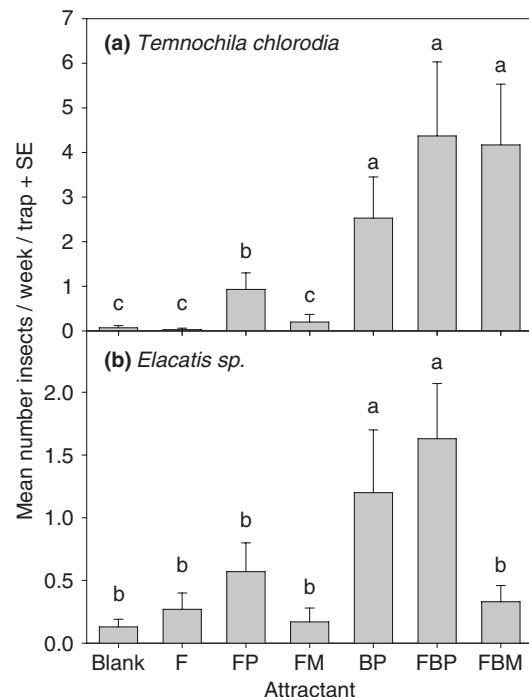 Mean number insects / week / trap + SE
7
6
5
4
3
2
1
0
(a) Temnochila chlorodia
c
c
b
c
a
a
a
2.0
1.5
1.0
0.5
0.0
(b) Elacatis sp.
b
b
b
b
a
a
b
Blank F FP FM BP FBP FBM
Attractant